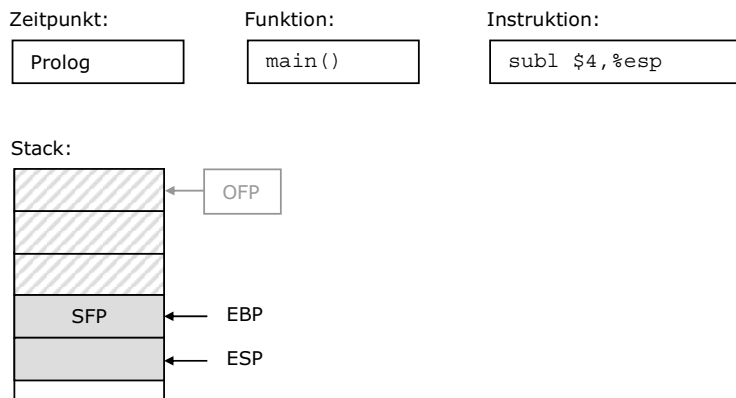 Zeitpunkt: Funktion: Instruktion:
Prolog main() subl $4,%esp
Stack:
OFP
SFP EBP
ESP